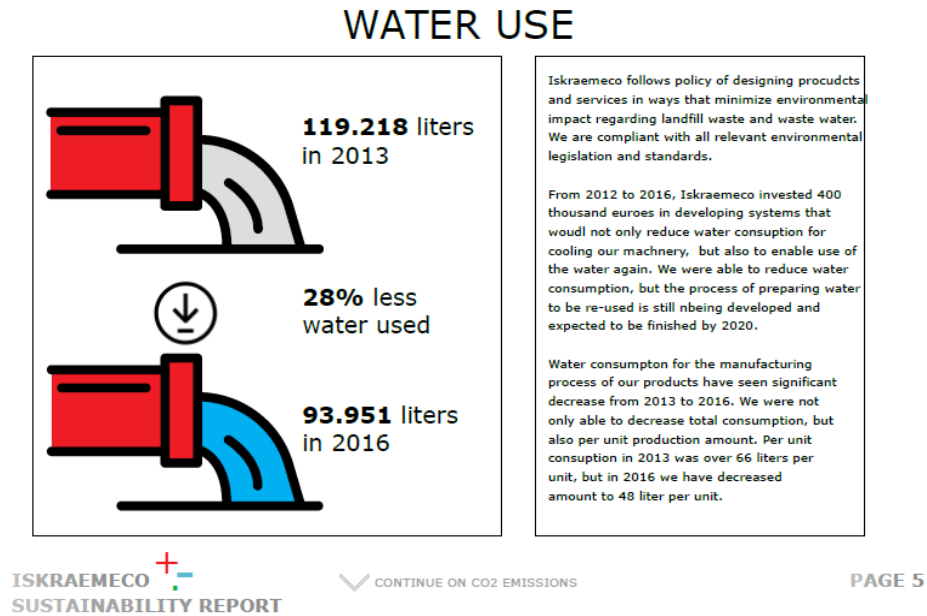 WATER USE
119.218 liters
in 2013
28% less
water used
93.951 liters
in 2016
Iskraemeco follows policy of designing procudcts
and services in ways that minimize environmental
impact regarding landfill waste and waste water.
We are compliant with all relevant environmental
legislation and standards.
From 2012 to 2016, Iskraemeco invested 400
thousand euroes in developing systems that
woudl not only reduce water consuption for
cooling our machnery,  but also to enable use of
the water again. We were able to reduce water
consumption, but the process of preparing water
to be re-used is still nbeing developed and
expected to be finished by 2020.
Water consumpton for the manufacturing
process of our products have seen significant
decrease from 2013 to 2016. We were not
only able to decrease total consumption, but
also per unit production amount. Per unit
consuption in 2013 was over 66 liters per
unit, but in 2016 we have decreased
amount to 48 liter per unit.
ISKRAEMECO
SUSTAINABILITY REPORT
CONTINUE ON CO2 EMISSIONS
PAGE 5